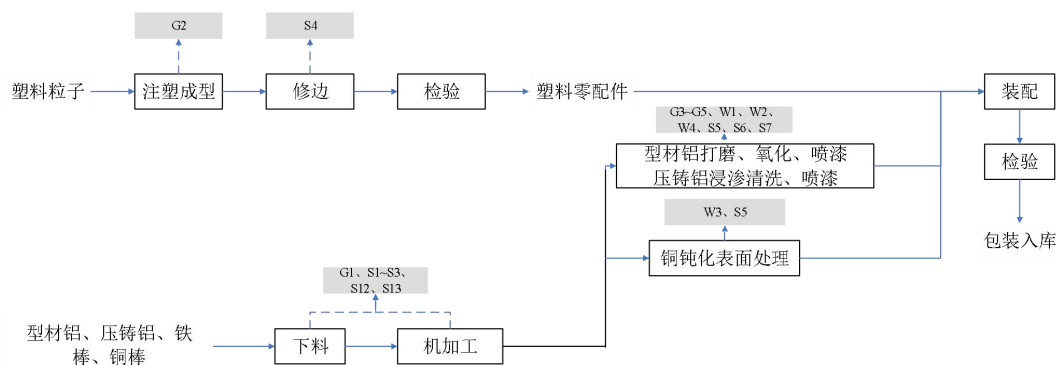 G2
S4
塑料粒子
注塑成型
修边
检验
塑料零配件
装配
G3~G5、W1、W2、
W4、S5、S6、S7
型材铝打磨、氧化、喷漆
压铸铝浸渗清洗、喷漆
检验
W3、S5
铜钝化表面处理
包装入库
G1、S1~S3、
S12、S13
型材铝、压铸铝、铁
棒、铜棒
下料
机加工